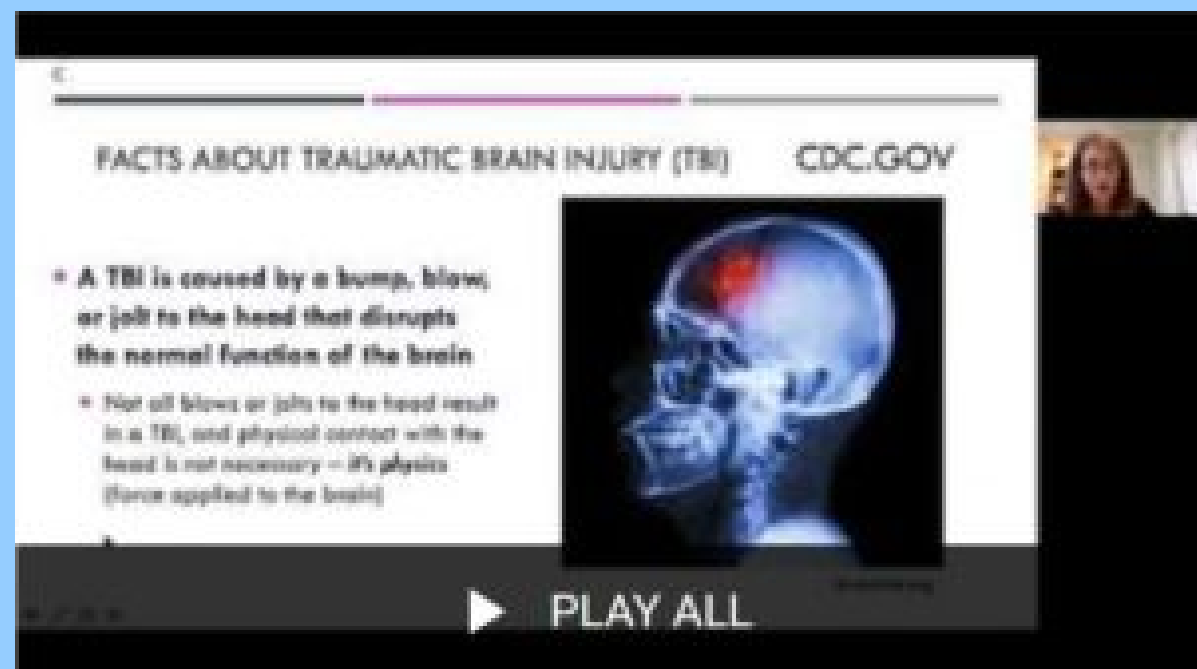 FACTS ABOUT TRAUMATIC BRAIN INJURY (TBI) CDC.GOV
A TBI is caused by a bump, blow,
or jolt to the head that disrupts
the normal function of the brain
Not all blows or jolts to the head result
in a TBI, and physical contact with the
head is not necessary – it's physics
(force applied to the brain)
PLAY ALL